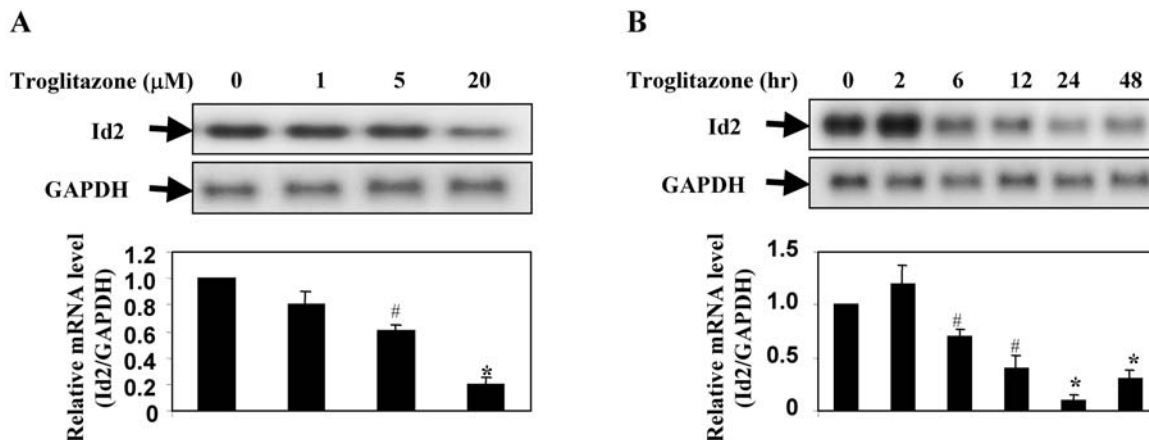 A
Troglitazone (μM) 0 1 5 20
Id2
GAPDH
Relative mRNA level
(Id2/GAPDH)
1.2
1.0
0.8
0.6
0.4
0.2
0
#
*
B
Troglitazone (hr) 0 2 6 12 24 48
Id2
GAPDH
Relative mRNA level
(Id2/GAPDH)
1.5
1.0
0.5
0
#
#
*
*